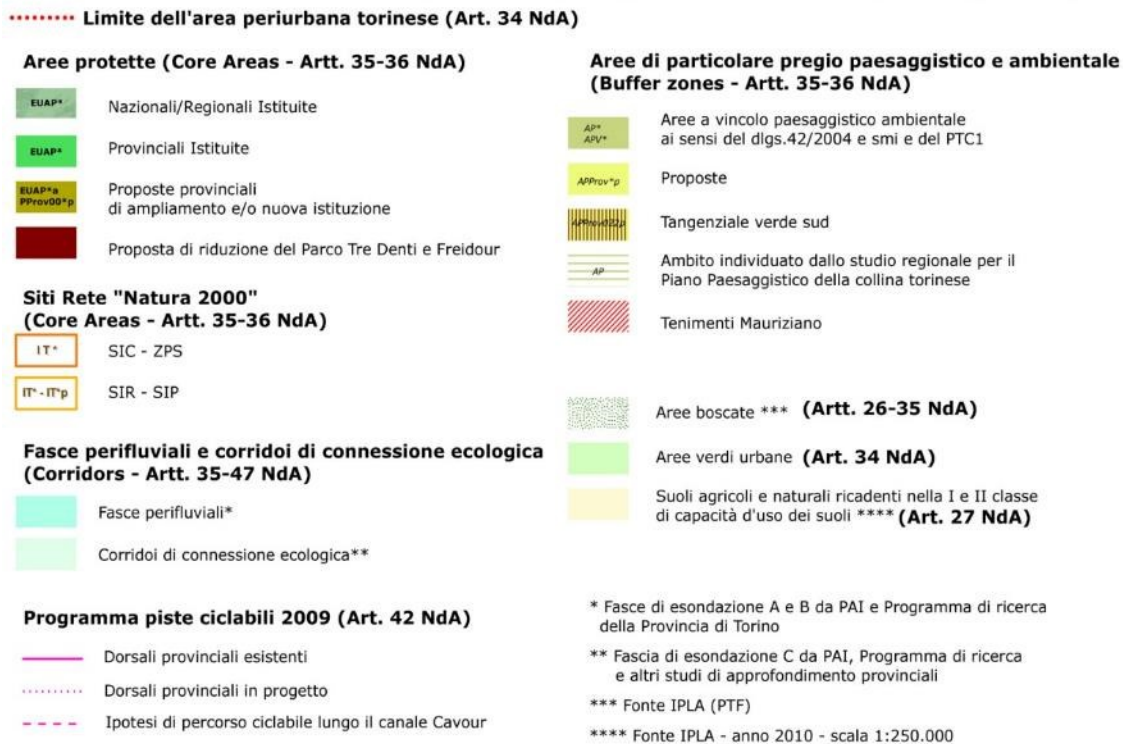 Limite dell'area periurbana torinese (Art. 34 NdA)
Aree protette (Core Areas - Artt. 35-36 NdA)
EUAP*
Nazionali/Regionali Istituite
EUAP*
Provinciali Istituite
EUAP*a
PProv00*p
Proposte provinciali
di ampliamento e/o nuova istituzione
Proposta di riduzione del Parco Tre Denti e Freidour
Siti Rete "Natura 2000"
(Core Areas - Artt. 35-36 NdA)
IT*
SIC - ZPS
IT* - IT*p
SIR - SIP
Fasce perifluviali e corridoi di connessione ecologica
(Corridors - Artt. 35-47 NdA)
Fasce perifluviali*
Corridoi di connessione ecologica**
Programma piste ciclabili 2009 (Art. 42 NdA)
Dorsali provinciali esistenti
Dorsali provinciali in progetto
Ipotesi di percorso ciclabile lungo il canale Cavour
Aree di particolare pregio paesaggistico e ambientale
(Buffer zones - Artt. 35-36 NdA)
AP*
APV*
Aree a vincolo paesaggistico ambientale
ai sensi del dlgs.42/2004 e smi e del PTC1
APProv*p
Proposte
APProv022p
Tangenziale verde sud
AP
Ambito individuato dallo studio regionale per il
Piano Paesaggistico della collina torinese
Tenimenti Mauriziano
Aree boscate *** (Artt. 26-35 NdA)
Aree verdi urbane (Art. 34 NdA)
Suoli agricoli e naturali ricadenti nella I e II classe
di capacità d'uso dei suoli **** (Art. 27 NdA)
* Fasce di esondazione A e B da PAI e Programma di ricerca
della Provincia di Torino
** Fascia di esondazione C da PAI, Programma di ricerca
e altri studi di approfondimento provinciali
*** Fonte IPLA (PTF)
**** Fonte IPLA - anno 2010 - scala 1:250.000